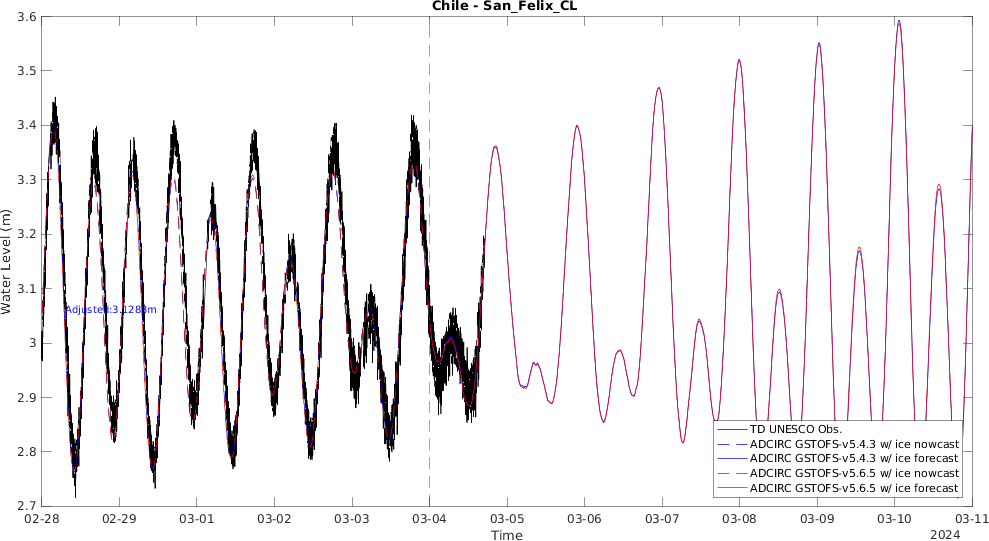 Chile - San_Felix_CL
3.6
3.5
3.4
3.3
3.2
3.1
3
2.9
2.8
2.7
Water Level (m)
Adjusted:3.1283m
TD UNESCO Obs.
ADCIRC GSTOFS-v5.4.3 w/ ice nowcast
ADCIRC GSTOFS-v5.4.3 w/ ice forecast
ADCIRC GSTOFS-v5.6.5 w/ ice nowcast
ADCIRC GSTOFS-v5.6.5 w/ ice forecast
02-28 02-29 03-01 03-02 03-03 03-04 03-05 03-06 03-07 03-08 03-09 03-10 03-11
Time
2024